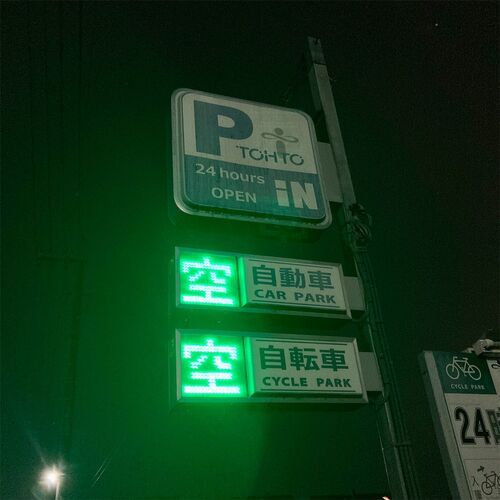 P
TOHTO
24 hours
OPEN
iN
空 自動車
CAR PARK
空 自転車
CYCLE PARK
CYCLE PARK
24
入